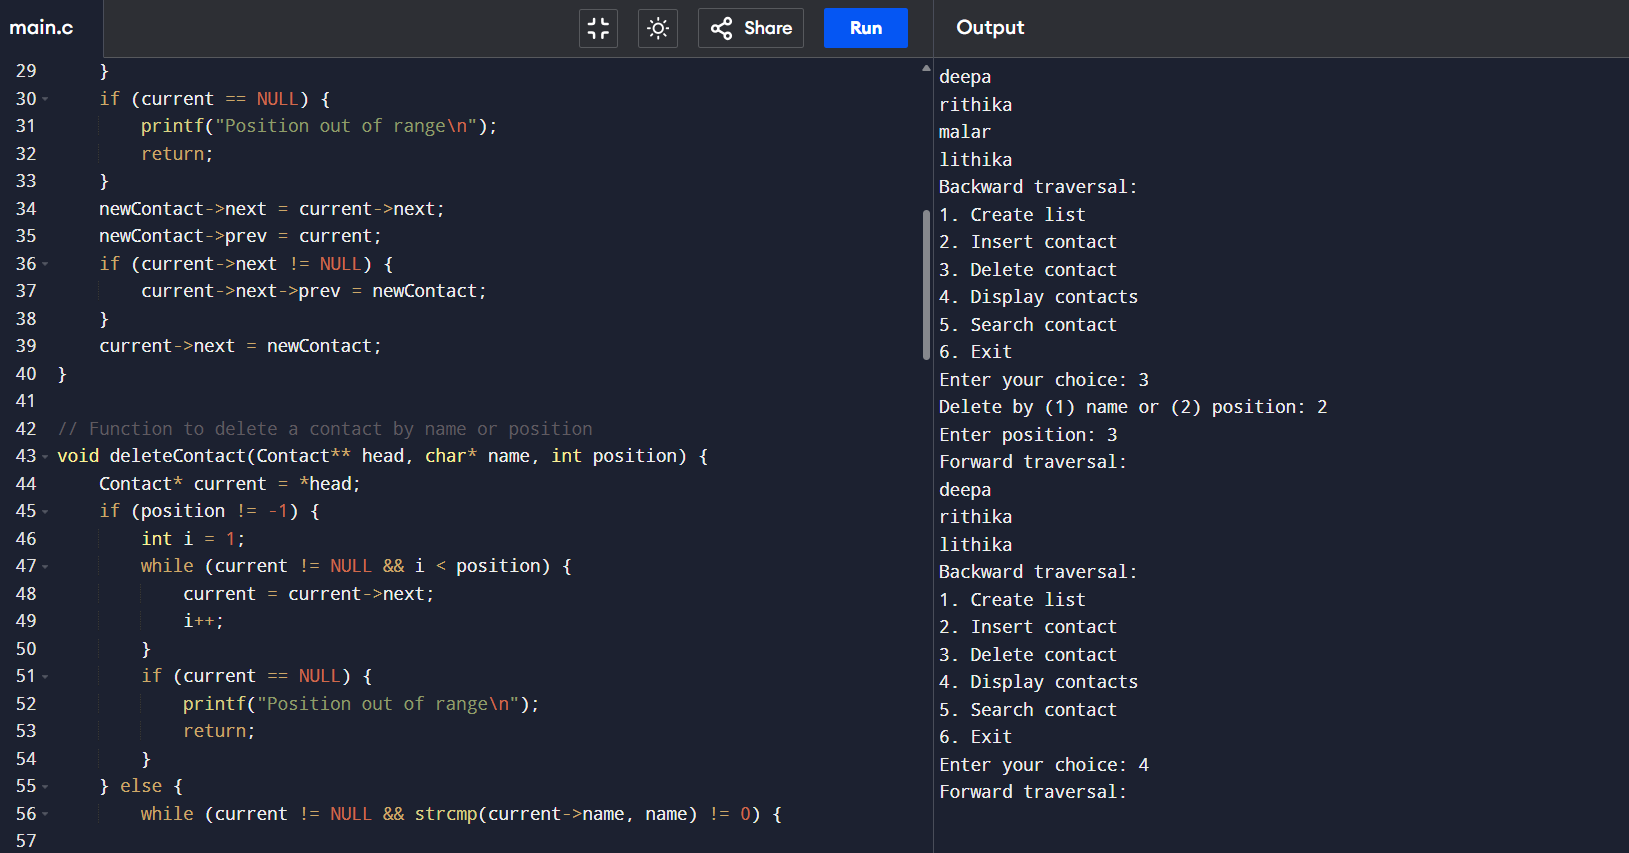 main.c
Share
Run
Output
29 }
30 if (current == NULL) {
31 printf("Position out of range\n");
32 return;
33 }
34 newContact->next = current->next;
35 newContact->prev = current;
36 if (current->next != NULL) {
37 current->next->prev = newContact;
38 }
39 current->next = newContact;
40 }
41
42 // Function to delete a contact by name or position
43 void deleteContact(Contact** head, char* name, int position) {
44 Contact* current = *head;
45 if (position != -1) {
46 int i = 1;
47 while (current != NULL && i < position) {
48 current = current->next;
49 i++;
50 }
51 if (current == NULL) {
52 printf("Position out of range\n");
53 return;
54 }
55 } else {
56 while (current != NULL && strcmp(current->name, name) != 0) {
57
deepa
rithika
malar
lithika
Backward traversal:
1. Create list
2. Insert contact
3. Delete contact
4. Display contacts
5. Search contact
6. Exit
Enter your choice: 3
Delete by (1) name or (2) position: 2
Enter position: 3
Forward traversal:
deepa
rithika
lithika
Backward traversal:
1. Create list
2. Insert contact
3. Delete contact
4. Display contacts
5. Search contact
6. Exit
Enter your choice: 4
Forward traversal: